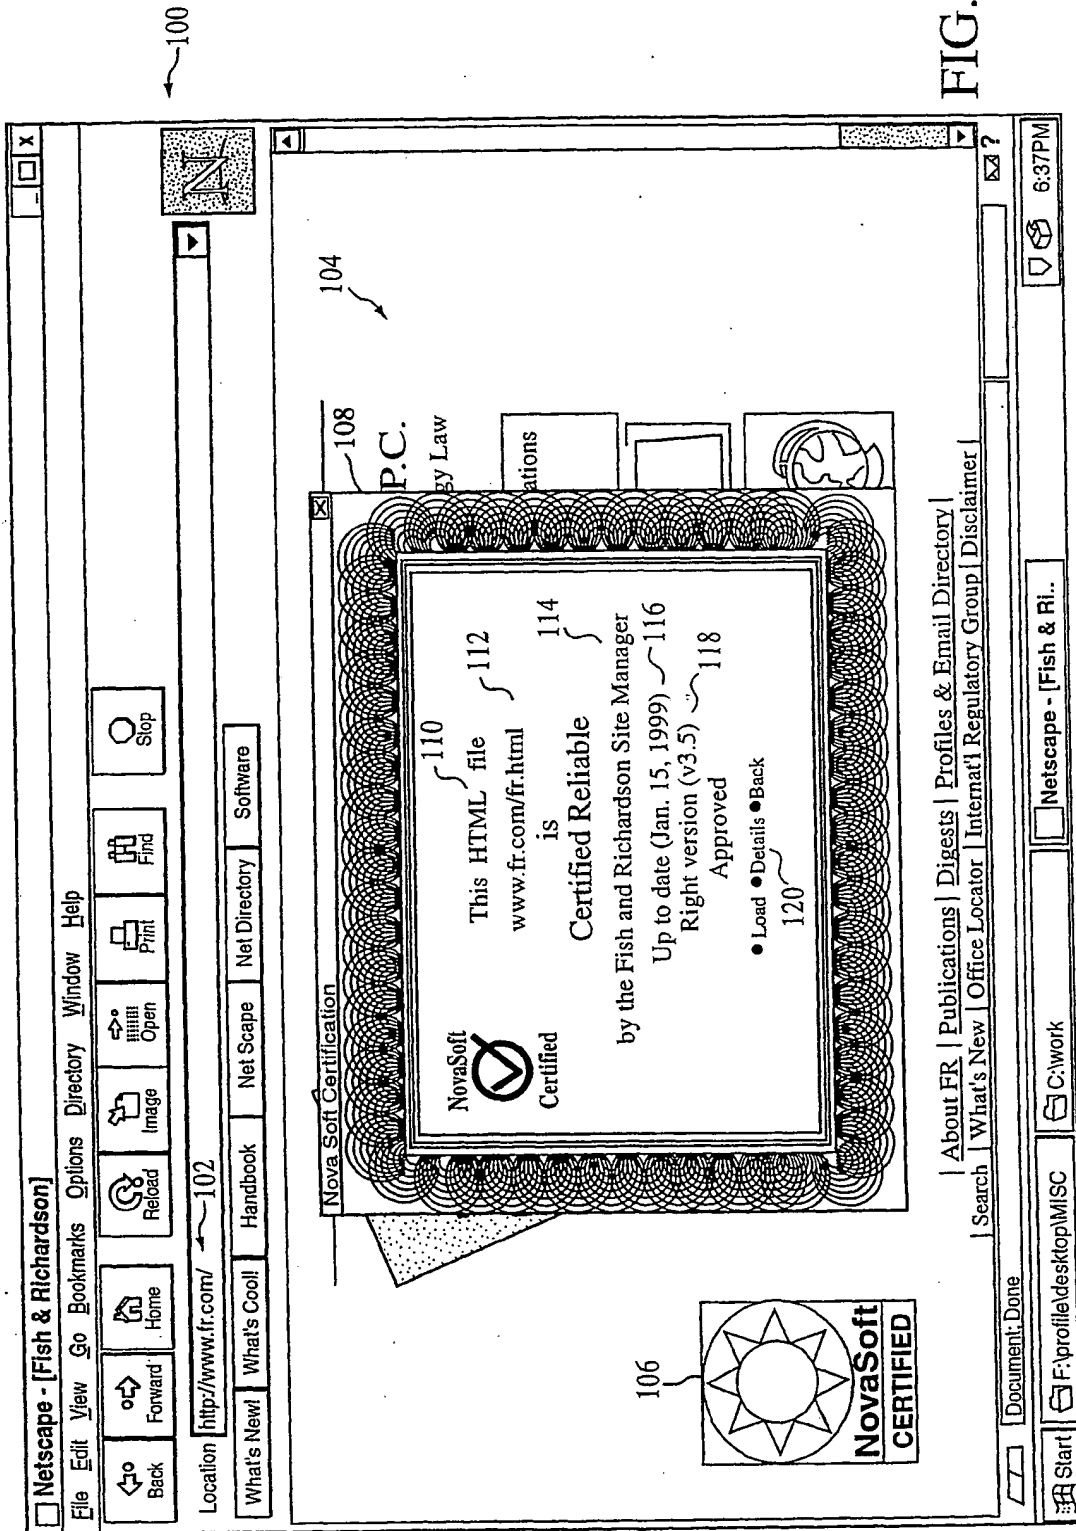 Netscape - [Fish & Richardson]
100
File Edit View Go Bookmarks Options Directory Window Help
Back
Forward
Home
Reload
Image
Open
Print
Find
Stop
Location http://www.fr.com/ 102
N
What's New! What's Cool! Handbook Net Scape Net Directory Software
104
Nova Soft Certification
108
P.C.
gy Law
ations
110
This HTML file
112
www.fr.com/fr.html
is
114
Certified Reliable
by the Fish and Richardson Site Manager
Up to date (Jan. 15, 1999) 116
Right version (v3.5) 118
Approved
• Load • Details • Back
120
NovaSoft
Certified
106
NovaSoft
CERTIFIED
| About FR | Publications | Digests | Profiles & Email Directory |
| Search | What's New | Office Locator | Internat'l Regulatory Group | Disclaimer |
Document; Done
?
Start F:\profile\desktop\MISC C:\work Netscape - [Fish & Ri.. 6:37PM
FIG.